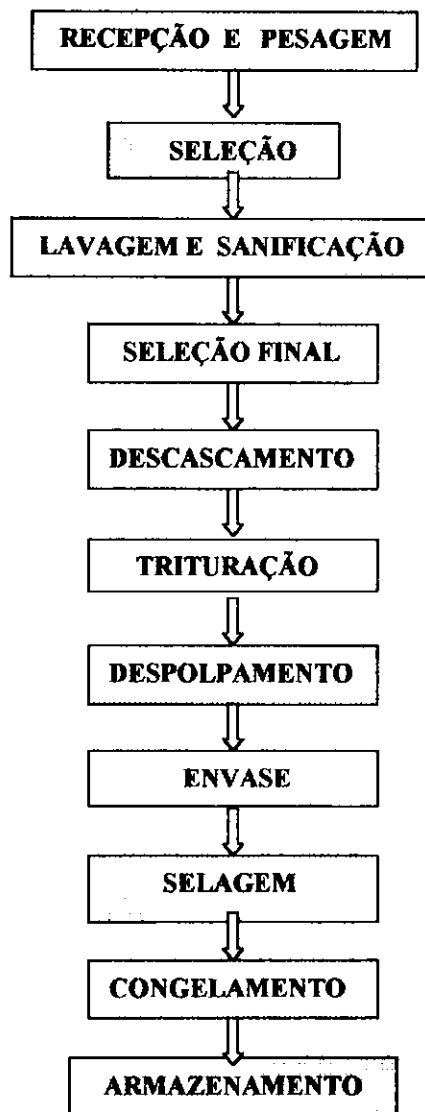 RECEPÇÃO E PESAGEM
SELEÇÃO
LAVAGEM E SANIFICAÇÃO
SELEÇÃO FINAL
DESCASCAMENTO
TRITURAÇÃO
DESPOLPAMENTO
ENVASE
SELAGEM
CONGELAMENTO
ARMAZENAMENTO